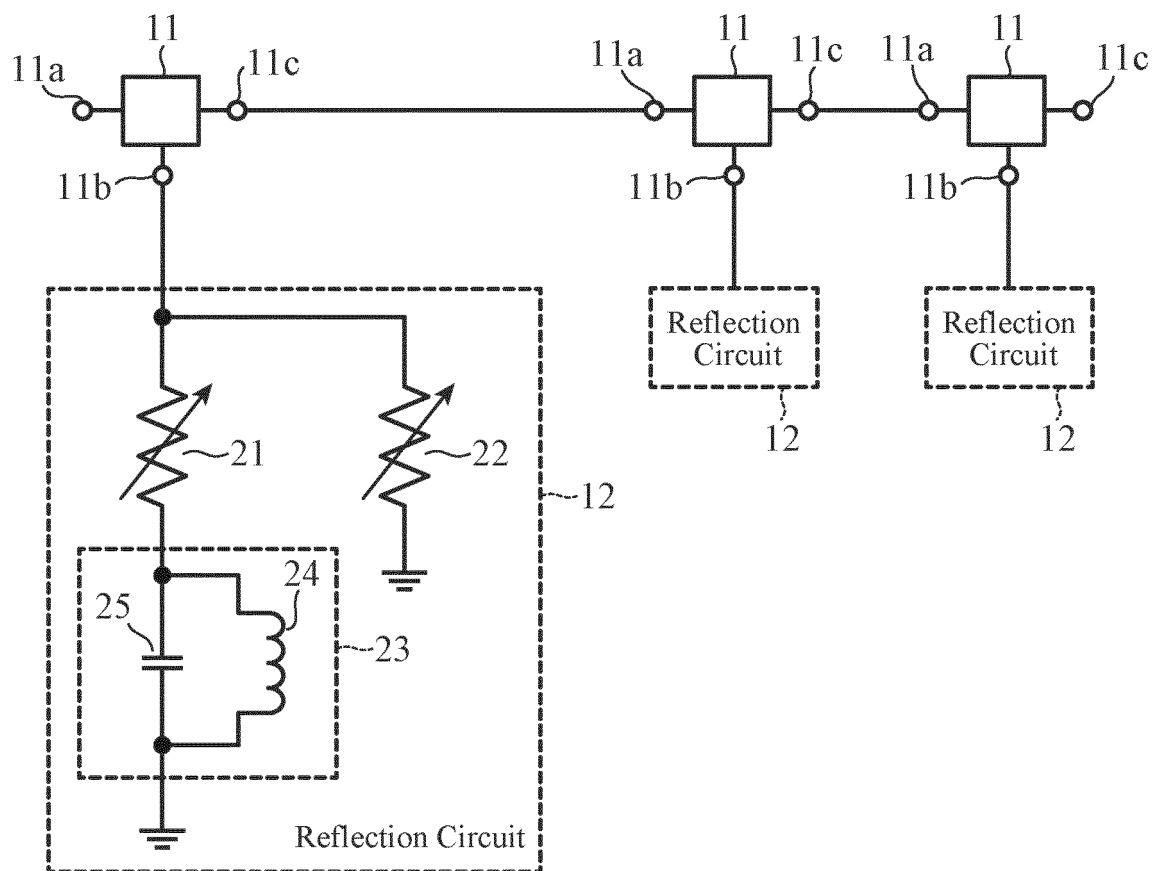 11
11
11
11a
11c
11a
11c
11a
11c
11b
11b
11b
Reflection
Circuit
Reflection
Circuit
12
12
21
22
12
24
25
23
Reflection Circuit